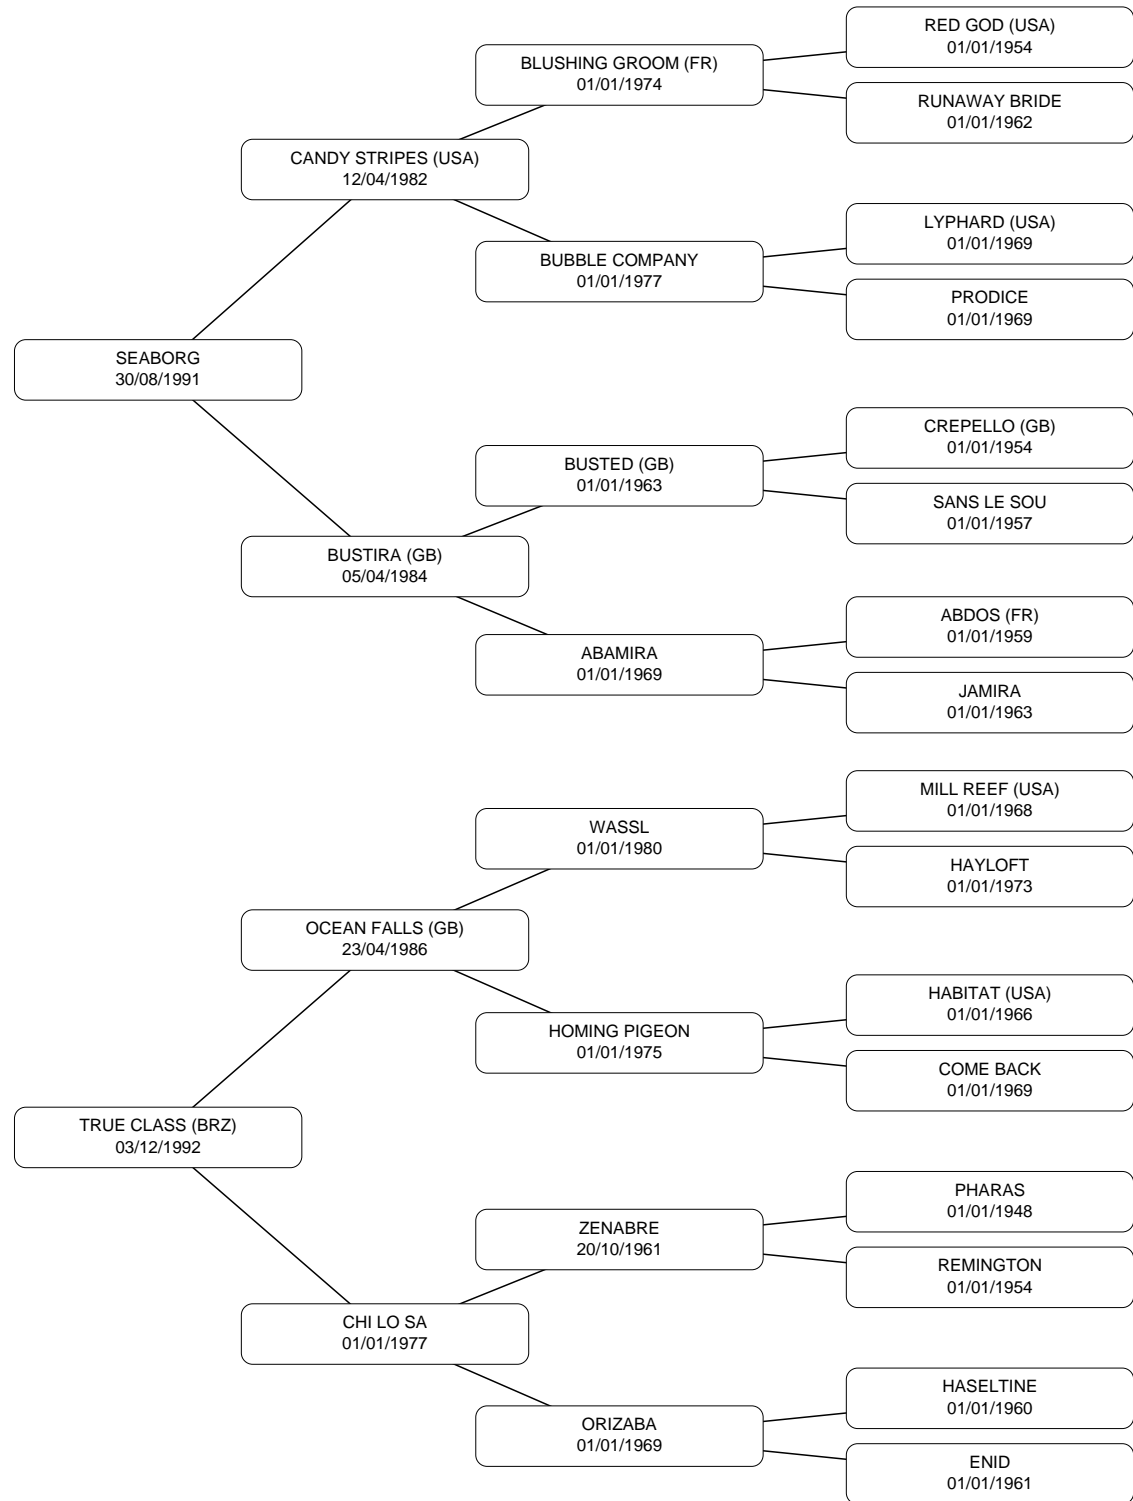 RED GOD (USA)
01/01/1954
BLUSHING GROOM (FR)
01/01/1974
RUNAWAY BRIDE
01/01/1962
CANDY STRIPES (USA)
12/04/1982
LYPHARD (USA)
01/01/1969
BUBBLE COMPANY
01/01/1977
PRODICE
01/01/1969
SEABORG
30/08/1991
CREPELLO (GB)
01/01/1954
BUSTED (GB)
01/01/1963
SANS LE SOU
01/01/1957
BUSTIRA (GB)
05/04/1984
ABDOS (FR)
01/01/1959
ABAMIRA
01/01/1969
JAMIRA
01/01/1963
MILL REEF (USA)
01/01/1968
WASSL
01/01/1980
HAYLOFT
01/01/1973
OCEAN FALLS (GB)
23/04/1986
HABITAT (USA)
01/01/1966
HOMING PIGEON
01/01/1975
COME BACK
01/01/1969
TRUE CLASS (BRZ)
03/12/1992
PHARAS
01/01/1948
ZENABRE
20/10/1961
REMINGTON
01/01/1954
CHI LO SA
01/01/1977
HASELTINE
01/01/1960
ORIZABA
01/01/1969
ENID
01/01/1961